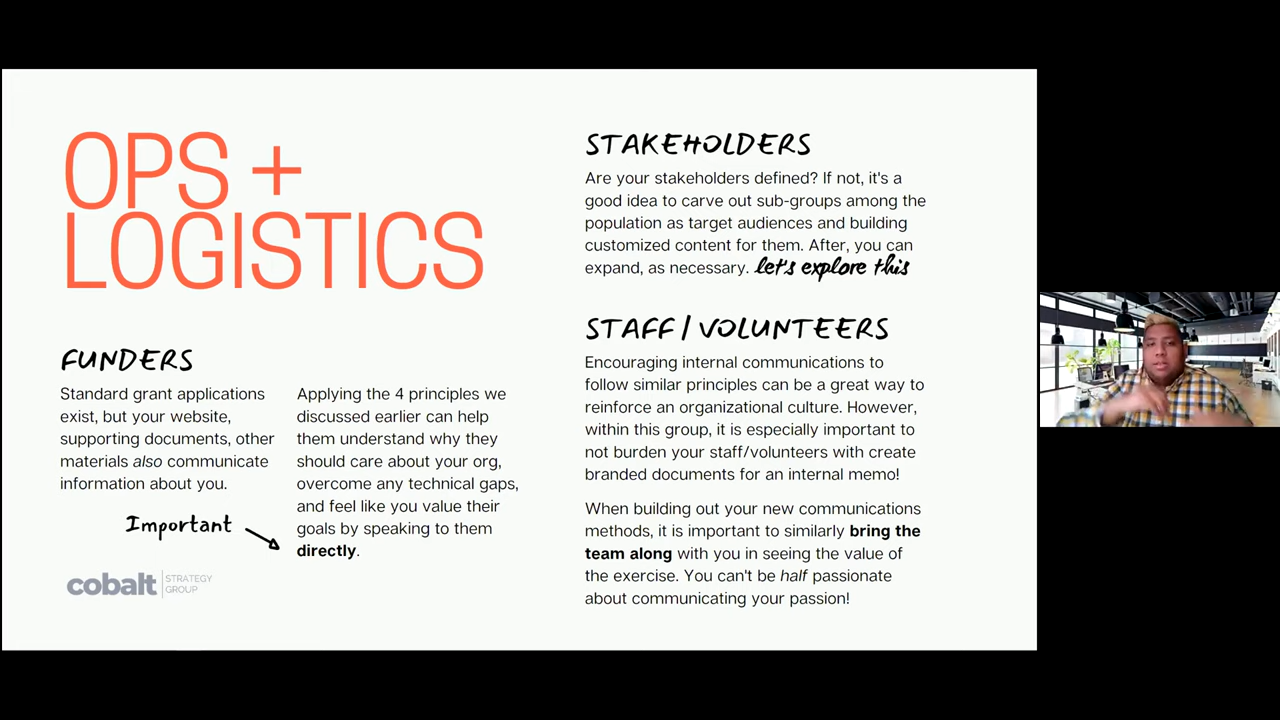 OPS +
LOGISTICS
FUNDERS
Standard grant applications
exist, but your website,
supporting documents, other
materials also communicate
information about you.
Applying the 4 principles we
discussed earlier can help
them understand why they
should care about your org,
overcome any technical gaps,
and feel like you value their
goals by speaking to them
directly.
Important
cobalt
STRATEGY
GROUP
STAKEHOLDERS
Are your stakeholders defined? If not, it's a
good idea to carve out sub-groups among the
population as target audiences and building
customized content for them. After, you can
expand, as necessary. let's explore this
STAFF/VOLUNTEERS
Encouraging internal communications to
follow similar principles can be a great way to
reinforce an organizational culture. However,
within this group, it is especially important to
not burden your staff/volunteers with create
branded documents for an internal memo!
When building out your new communications
methods, it is important to similarly bring the
team along with you in seeing the value of
the exercise. You can't be half passionate
about communicating your passion!